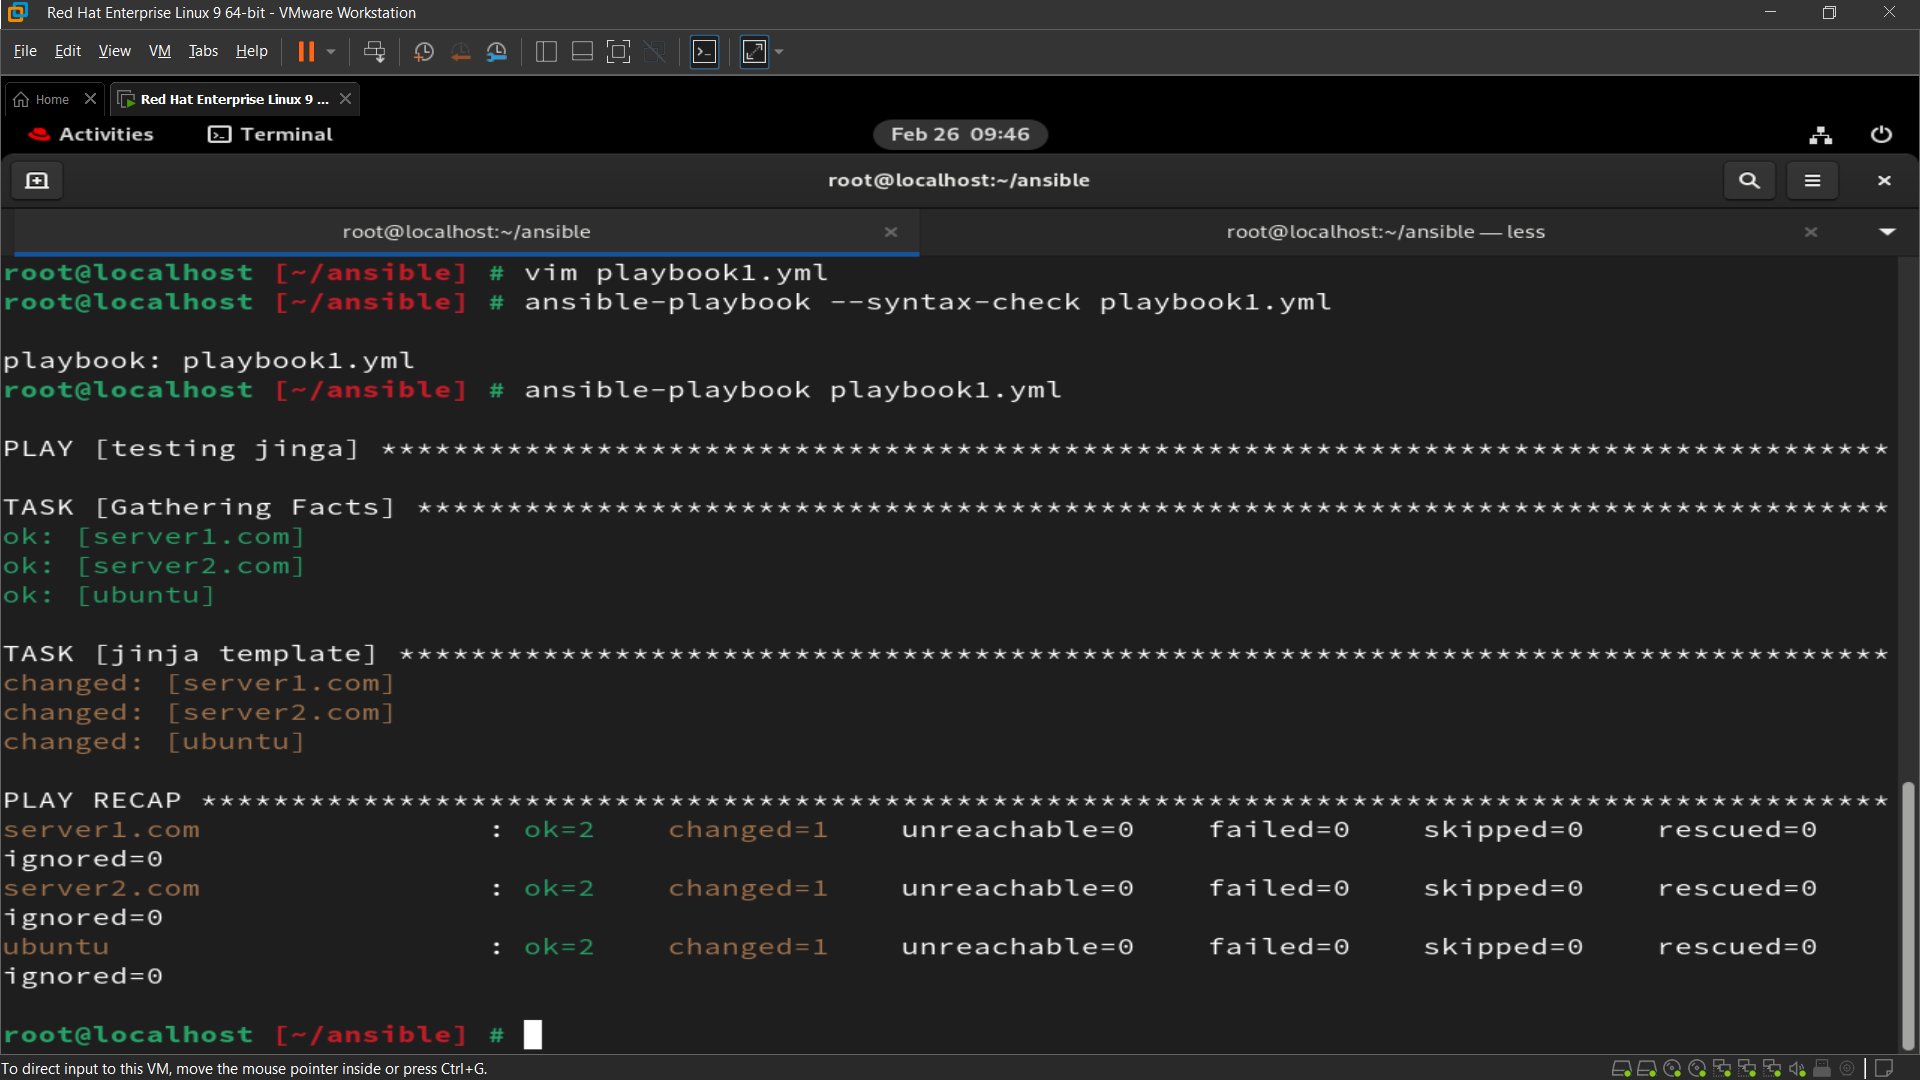 Red Hat Enterprise Linux 9 64-bit - VMware Workstation
File Edit View VM Tabs Help
Home Red Hat Enterprise Linux 9 ...
Activities Terminal Feb 26 09:46
root@localhost:~/ansible
root@localhost:~/ansible root@localhost:~/ansible — less
root@localhost [~/ansible] # vim playbook1.yml
root@localhost [~/ansible] # ansible-playbook --syntax-check playbook1.yml
playbook: playbook1.yml
root@localhost [~/ansible] # ansible-playbook playbook1.yml
PLAY [testing jinga] ************************************************************************************
TASK [Gathering Facts] **********************************************************************************
ok: [server1.com]
ok: [server2.com]
ok: [ubuntu]
TASK [jinja template] ***********************************************************************************
changed: [server1.com]
changed: [server2.com]
changed: [ubuntu]
PLAY RECAP **********************************************************************************************
server1.com : ok=2 changed=1 unreachable=0 failed=0 skipped=0 rescued=0
ignored=0
server2.com : ok=2 changed=1 unreachable=0 failed=0 skipped=0 rescued=0
ignored=0
ubuntu : ok=2 changed=1 unreachable=0 failed=0 skipped=0 rescued=0
ignored=0
root@localhost [~/ansible] #
To direct input to this VM, move the mouse pointer inside or press Ctrl+G.